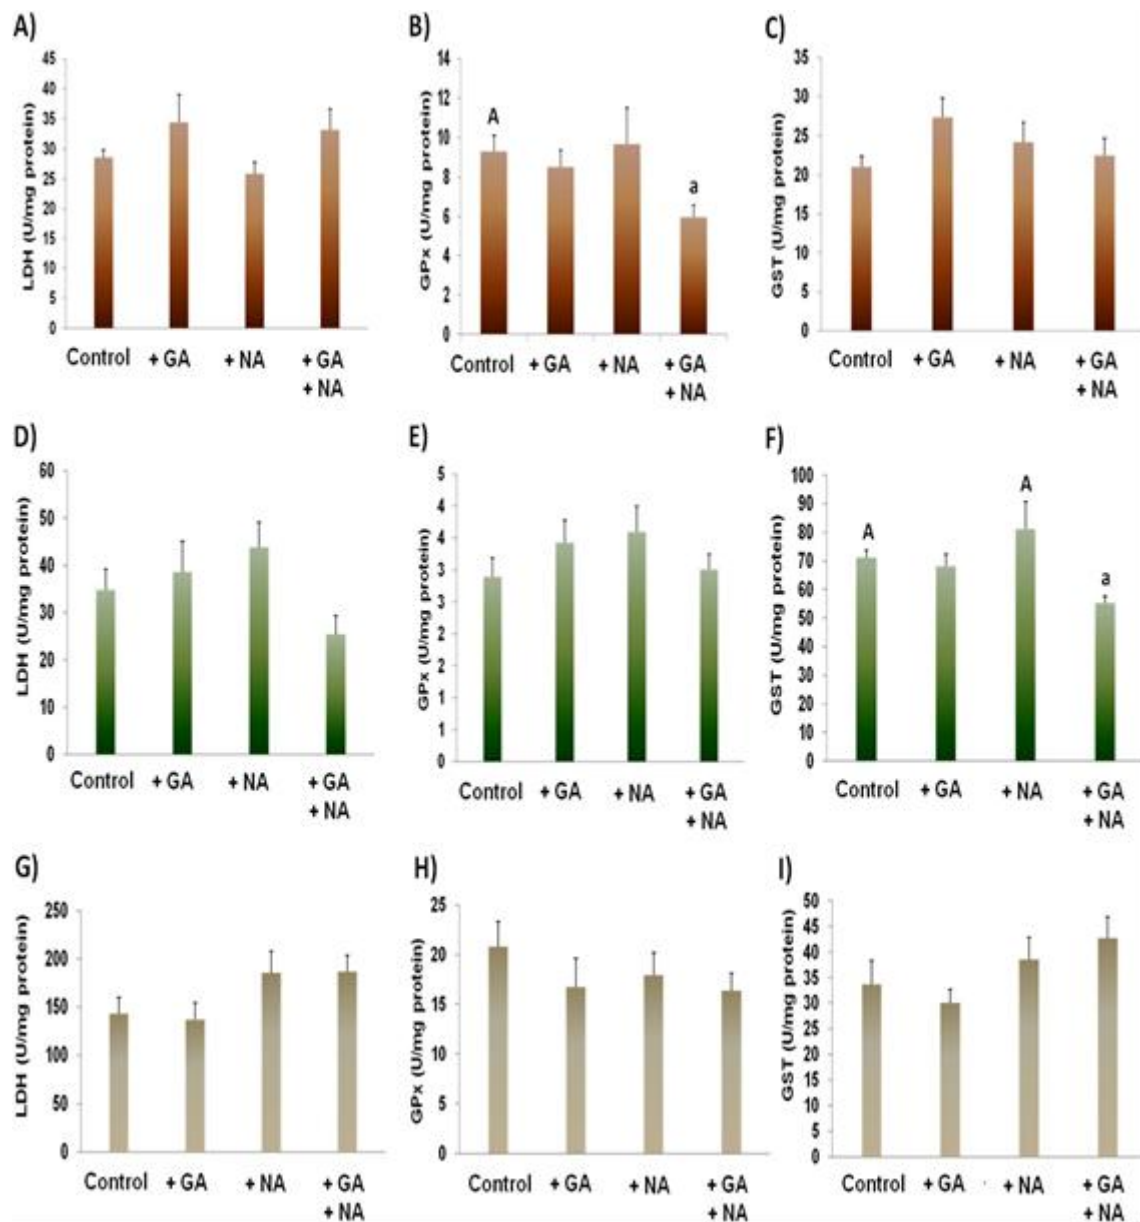 A)
LDH (U/mg protein)
45
40
35
30
25
20
15
10
5
0
Control + GA + NA + GA
+ NA
B)
GPx (U/mg protein)
14
12
10
8
6
4
2
0
A
a
Control + GA + NA + GA
+ NA
C)
GST (U/mg protein)
35
30
25
20
15
10
5
0
Control + GA + NA + GA
+ NA
D)
LDH (U/mg protein)
60
50
40
30
20
10
0
Control + GA + NA + GA
+ NA
E)
GPx (U/mg protein)
5
4
4
3
3
2
2
1
1
0
Control + GA + NA + GA
+ NA
F)
GST (U/mg protein)
100
90
80
70
60
50
40
30
20
10
0
A
A
a
Control + GA + NA + GA
+ NA
G)
LDH (U/mg protein)
250
200
150
100
50
0
Control + GA + NA + GA
+ NA
H)
GPx (U/mg protein)
25
20
15
10
5
0
Control + GA + NA + GA
+ NA
I)
GST (U/mg protein)
50
45
40
35
30
25
20
15
10
5
0
Control + GA + NA + GA
+ NA